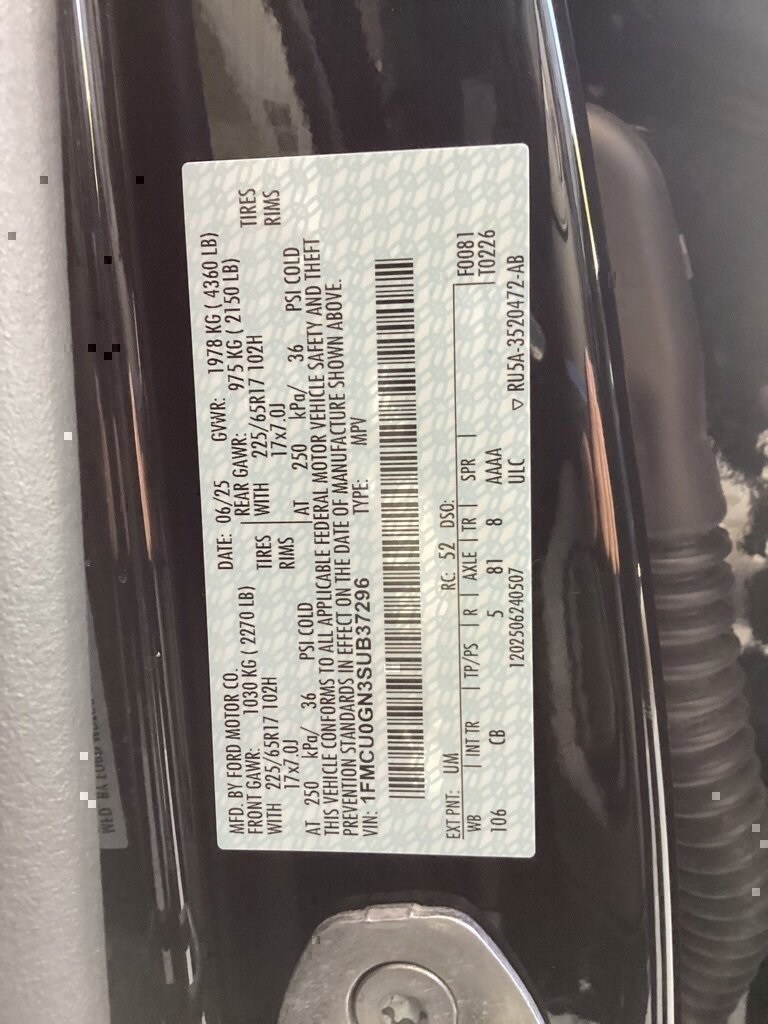 MFD. BY FORD MOTOR CO. DATE: 06/25 GVWR: 1978 KG ( 4360 LB)
FRONT GAWR: 1030 KG ( 2270 LB) REAR GAWR: 975 KG ( 2150 LB)
WITH 225/65R17 102H TIRES WITH 225/65R17 102H TIRES
17x7.0J RIMS 17x7.0J RIMS
AT 250 kPa/ 36 PSI COLD AT 250 kPa/ 36 PSI COLD
THIS VEHICLE CONFORMS TO ALL APPLICABLE FEDERAL MOTOR VEHICLE SAFETY AND THEFT
PREVENTION STANDARDS IN EFFECT ON THE DATE OF MANUFACTURE SHOWN ABOVE.
VIN: 1FMCU0GN3SUB37296 TYPE: MPV
EXT PNT: UM RC: 52 DSO: F0081
WB INT TR TP/PS R AXLE TR SPR T0226
106 CB 5 81 8 AAAA
120250624050​7 ULC ▽ RU5A-3520472-AB